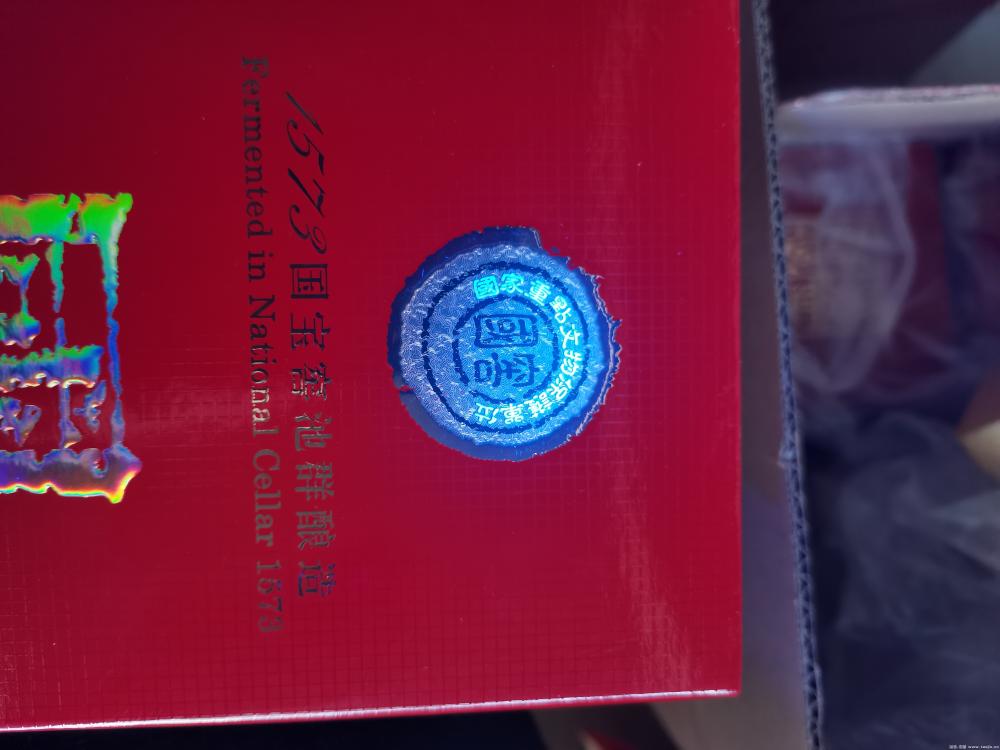 1573国宝窖池群酿造
Fermented in National Cellar 1573
國家重點文物保護單位
國窖